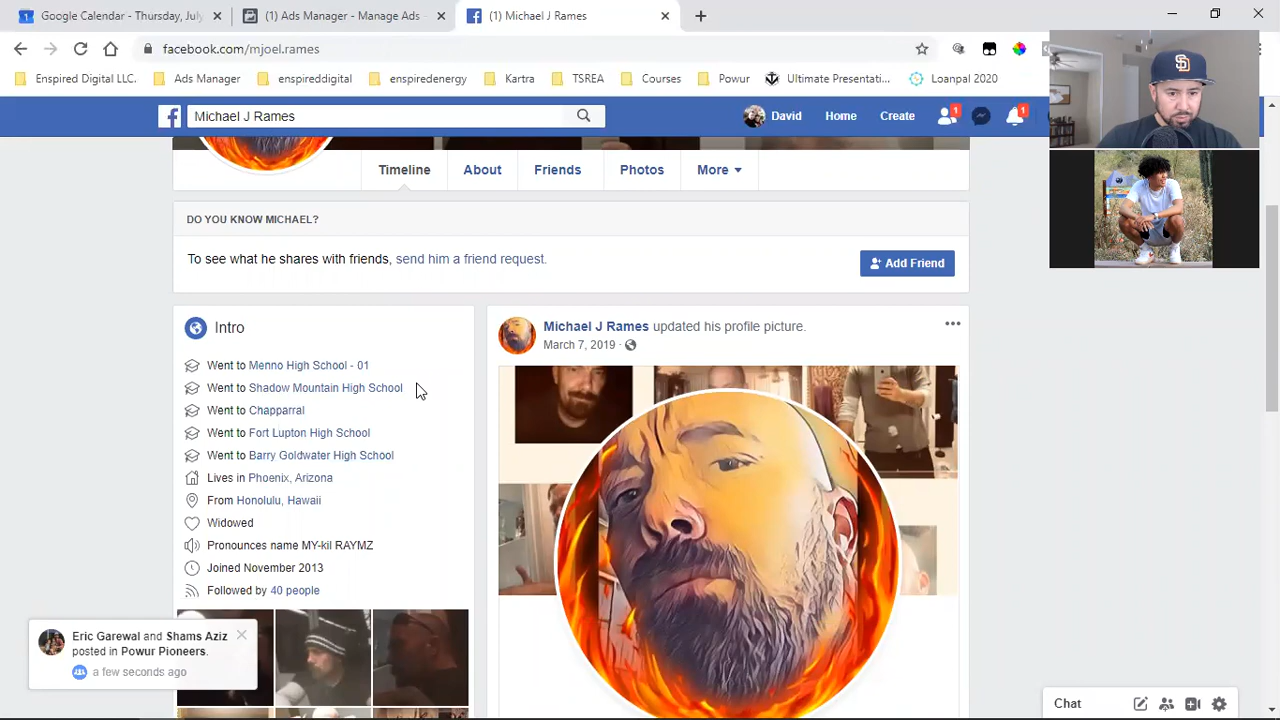 Google Calendar - Thursday, July
(1) Ads Manager - Manage Ads
(1) Michael J Rames
facebook.com/mjoel.rames
Enspired Digital LLC.
Ads Manager
enspireddigital
enspiredenergy
Kartra
TSREA
Courses
Powur
Ultimate Presentati...
Loanpal 2020
Michael J Rames
David
Home
Create
1
1
Timeline
About
Friends
Photos
More
DO YOU KNOW MICHAEL?
To see what he shares with friends, send him a friend request.
Add Friend
Intro
Went to Menno High School - 01
Went to Shadow Mountain High School
Went to Chapparral
Went to Fort Lupton High School
Went to Barry Goldwater High School
Lives in Phoenix, Arizona
From Honolulu, Hawaii
Widowed
Pronounces name MY-kil RAYMZ
Joined November 2013
Followed by 40 people
Michael J Rames updated his profile picture.
March 7, 2019 ·
Eric Garewal and Shams Aziz
posted in Powur Pioneers.
a few seconds ago
Chat
SD